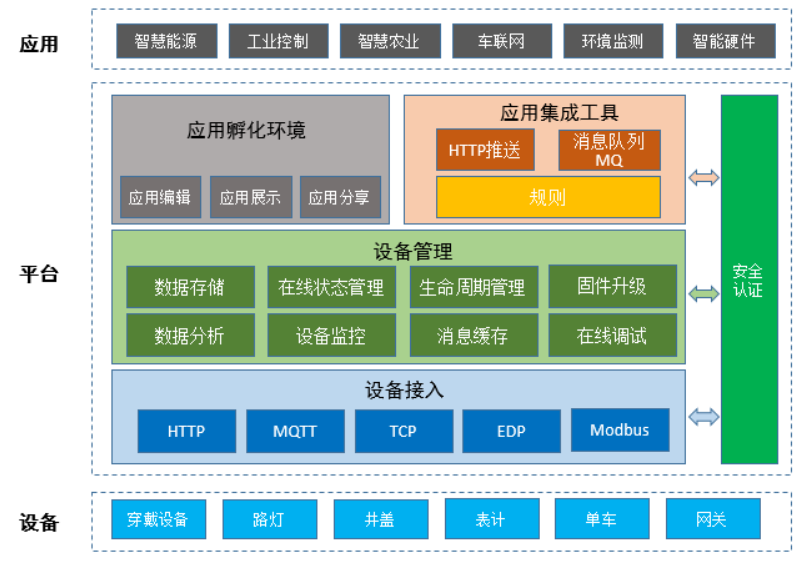 应用
智慧能源
工业控制
智慧农业
车联网
环境监测
智能硬件
平台
应用孵化环境
应用编辑
应用展示
应用分享
应用集成工具
HTTP推送
消息队列
MQ
规则
设备管理
数据存储
在线状态管理
生命周期管理
固件升级
数据分析
设备监控
消息缓存
在线调试
设备接入
HTTP
MQTT
TCP
EDP
Modbus
安全
认证
设备
穿戴设备
路灯
井盖
表计
单车
网关